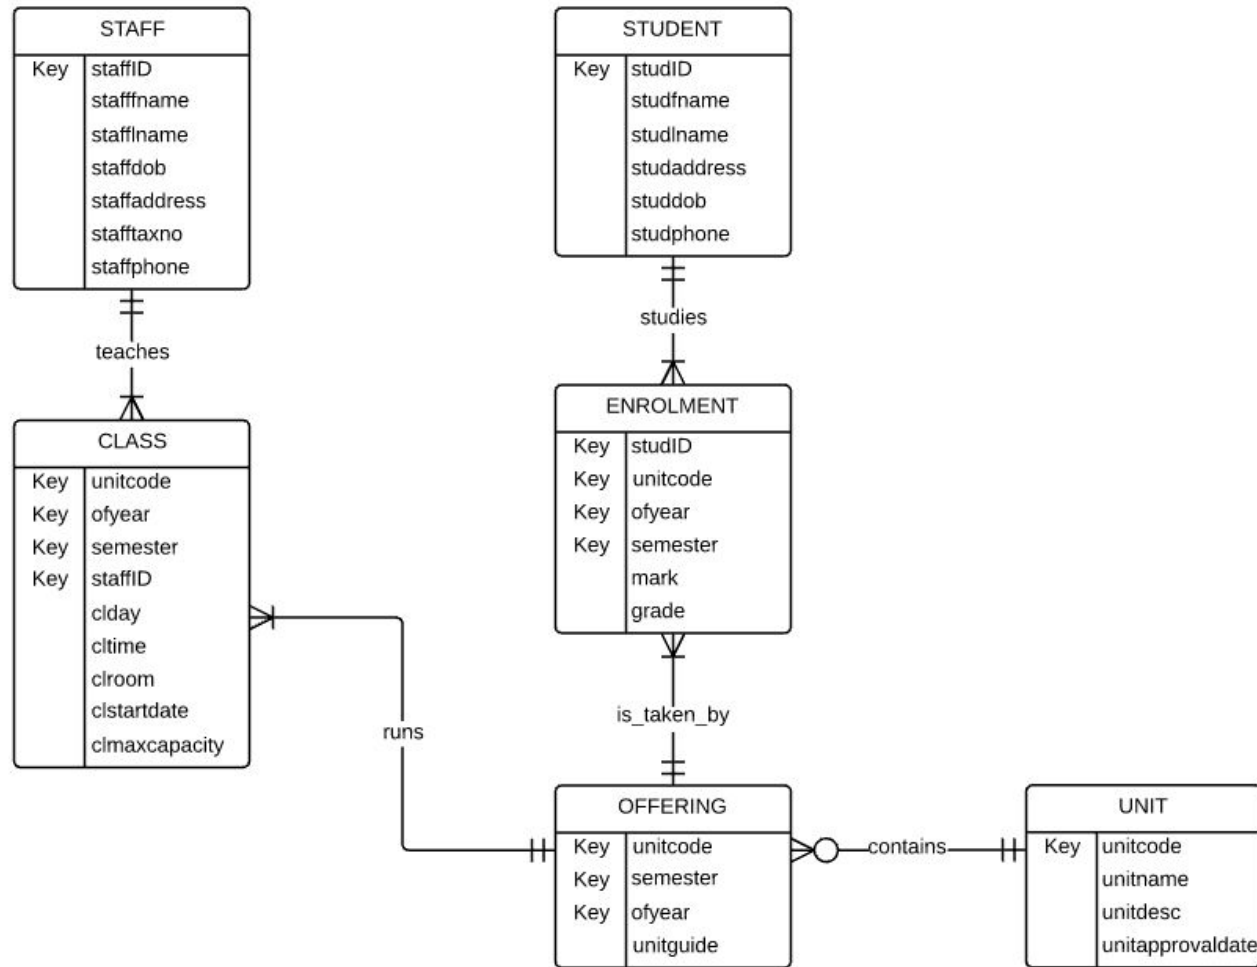 STAFF
Key staffID
stafffname
stafflname
staffdob
staffaddress
stafftaxno
staffphone
teaches
CLASS
Key unitcode
Key ofyear
Key semester
Key staffID
clday
cltime
clroom
clstartdate
clmaxcapacity
runs
STUDENT
Key studID
studfname
studlname
studaddress
studdob
studphone
studies
ENROLMENT
Key studID
Key unitcode
Key ofyear
Key semester
mark
grade
is_taken_by
OFFERING
Key unitcode
Key semester
Key ofyear
unitguide
contains
UNIT
Key unitcode
unitname
unitdesc
unitapprovaldate